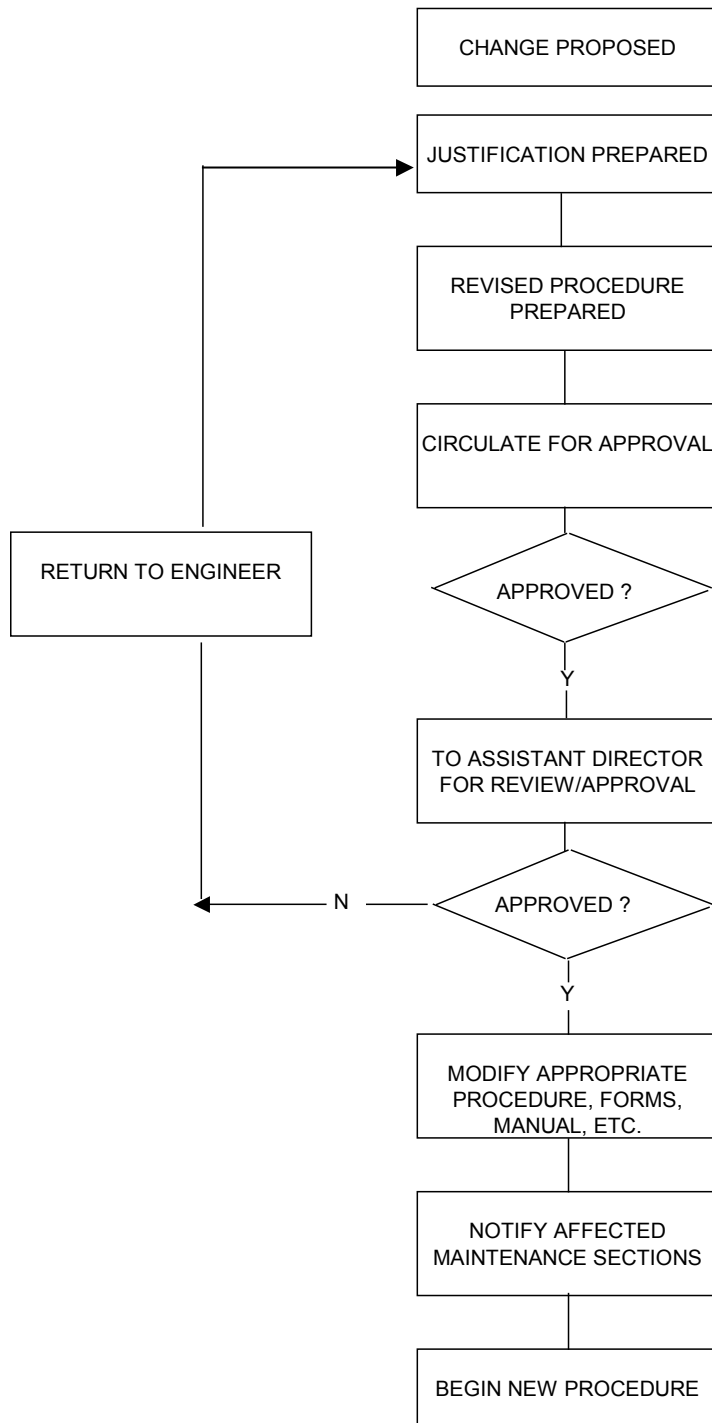 CHANGE PROPOSED
JUSTIFICATION PREPARED
REVISED PROCEDURE
PREPARED
CIRCULATE FOR APPROVAL
RETURN TO ENGINEER
APPROVED ?
Y
TO ASSISTANT DIRECTOR
FOR REVIEW/APPROVAL
N
APPROVED ?
Y
MODIFY APPROPRIATE
PROCEDURE, FORMS,
MANUAL, ETC.
NOTIFY AFFECTED
MAINTENANCE SECTIONS
BEGIN NEW PROCEDURE